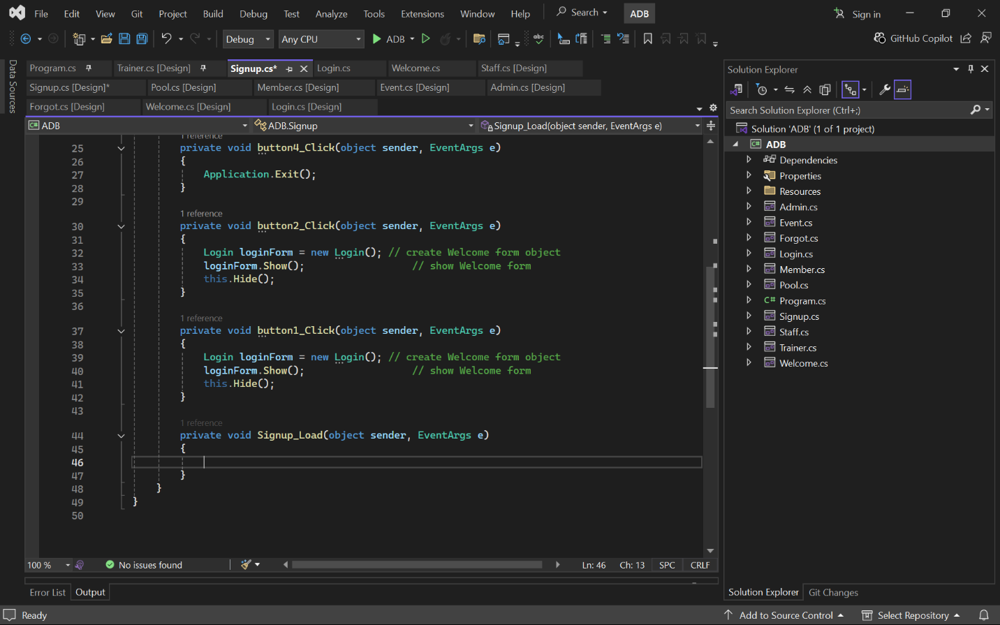 File Edit View Git Project Build Debug Test Analyze Tools Extensions Window Help Search ADB Sign in
Debug Any CPU ADB abc GitHub Copilot
Data Sources
Program.cs Trainer.cs [Design] Signup.cs* Login.cs Welcome.cs Staff.cs [Design]
Signup.cs [Design]* Pool.cs [Design] Member.cs [Design] Event.cs [Design] Admin.cs [Design]
Forgot.cs [Design] Welcome.cs [Design] Login.cs [Design]
C# ADB ADB.Signup Signup_Load(object sender, EventArgs e)
1 reference
25 private void button4_Click(object sender, EventArgs e)
26 {
27 Application.Exit();
28 }
29
1 reference
30 private void button2_Click(object sender, EventArgs e)
31 {
32 Login loginForm = new Login(); // create Welcome form object
33 loginForm.Show(); // show Welcome form
34 this.Hide();
35 }
36
1 reference
37 private void button1_Click(object sender, EventArgs e)
38 {
39 Login loginForm = new Login(); // create Welcome form object
40 loginForm.Show(); // show Welcome form
41 this.Hide();
42 }
43
1 reference
44 private void Signup_Load(object sender, EventArgs e)
45 {
46
47 }
48 }
49 }
50
100 % No issues found Ln: 46 Ch: 13 SPC CRLF
Error List Output
Solution Explorer
Search Solution Explorer (Ctrl+;)
Solution 'ADB' (1 of 1 project)
C# ADB
Dependencies
Properties
Resources
Admin.cs
Event.cs
Forgot.cs
Login.cs
Member.cs
Pool.cs
C# Program.cs
Signup.cs
Staff.cs
Trainer.cs
Welcome.cs
Solution Explorer Git Changes
Ready Add to Source Control Select Repository